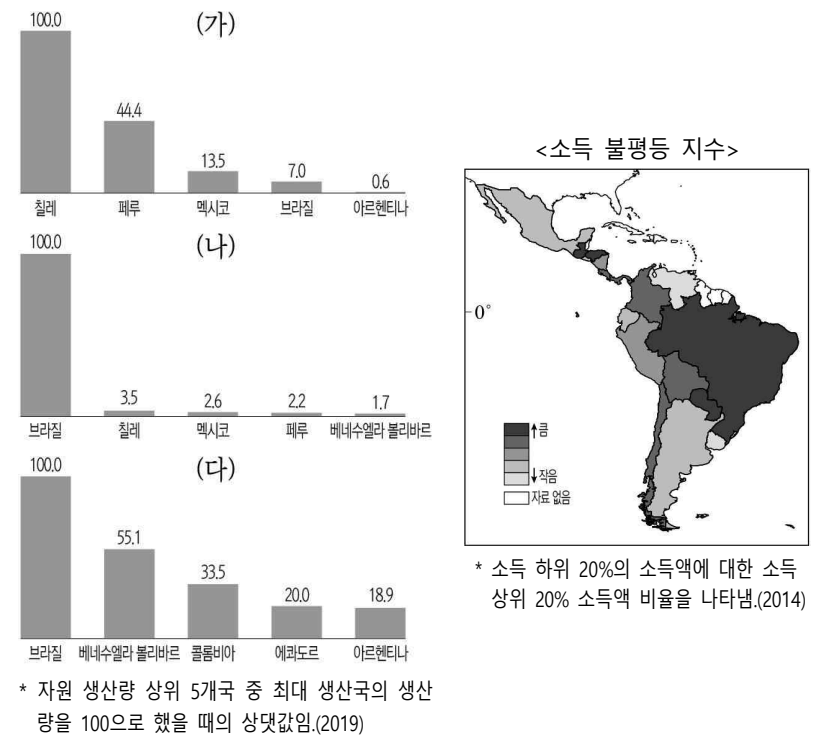 (가)
100.0
44.4
13.5
7.0
0.6
칠레 페루 멕시코 브라질 아르헨티나
(나)
100.0
3.5
2.6
2.2
1.7
브라질 칠레 멕시코 페루 베네수엘라 볼리바르
(다)
100.0
55.1
33.5
20.0
18.9
브라질 베네수엘라 볼리바르 콜롬비아 에콰도르 아르헨티나
* 자원 생산량 상위 5개국 중 최대 생산국의 생산
량을 100으로 했을 때의 상댓값임.(2019)
<소득 불평등 지수>
0°
큼
작음
자료 없음
* 소득 하위 20%의 소득액에 대한 소득
상위 20% 소득액 비율을 나타냄.(2014)